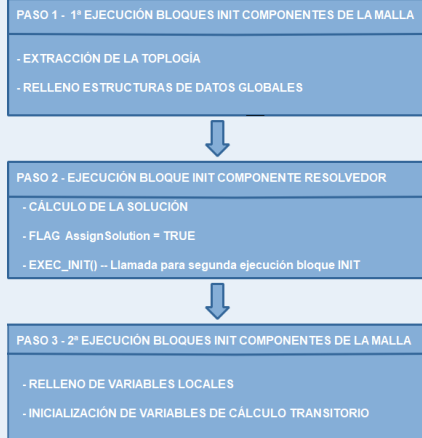 PASO 1 - 1ª EJECUCIÓN BLOQUES INIT COMPONENTES DE LA MALLA
- EXTRACCIÓN DE LA TOPLOGÍA
- RELLENO ESTRUCTURAS DE DATOS GLOBALES
PASO 2 - EJECUCIÓN BLOQUE INIT COMPONENTE RESOLVEDOR
- CÁLCULO DE LA SOLUCIÓN
- FLAG AssignSolution = TRUE
- EXEC_INIT() -- Llamada para segunda ejecución bloque INIT
PASO 3 - 2ª EJECUCIÓN BLOQUES INIT COMPONENTES DE LA MALLA
- RELLENO DE VARIABLES LOCALES
- INICIALIZACIÓN DE VARIABLES DE CÁLCULO TRANSITORIO